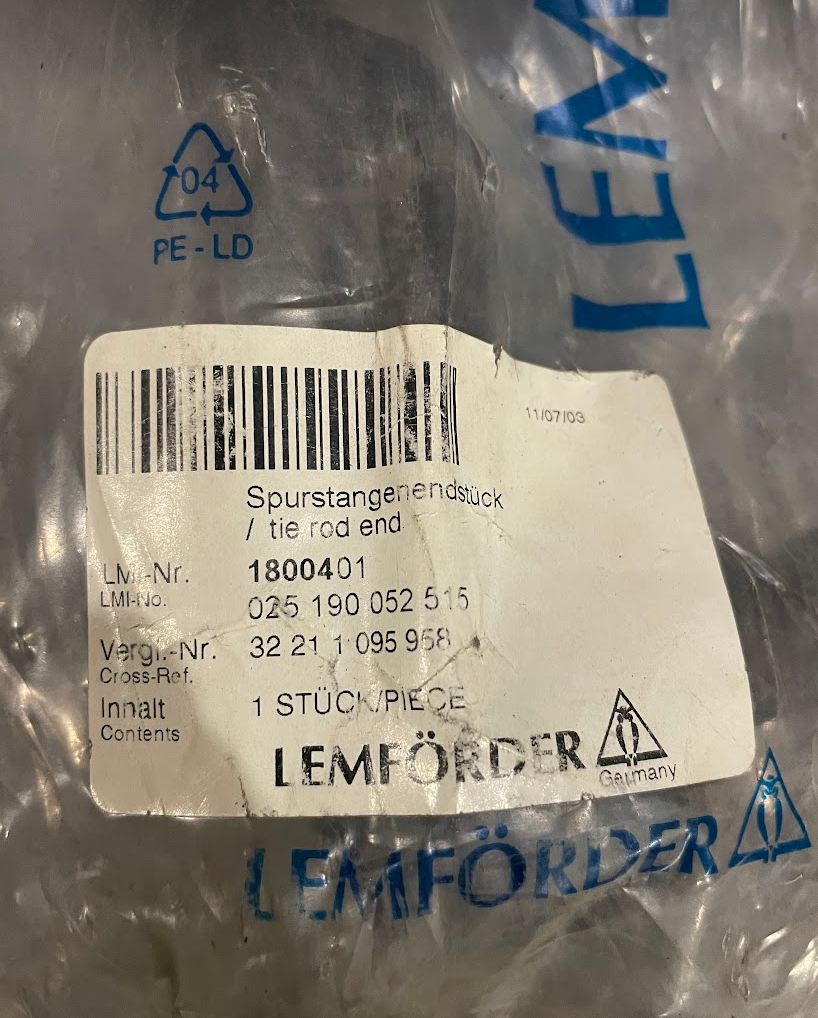 04
PE-LD
LEM
11/07/03
Spurstangenendstück
/ tie rod end
LMI-Nr. 1800401
LMI-No. 025 190 052 515
Vergl.-Nr. 32 21 1 095 958
Cross-Ref.
Innalt 1 STÜCK/PIECE
Contents
LEMFÖRDER
Germany
LEMFÖRDER